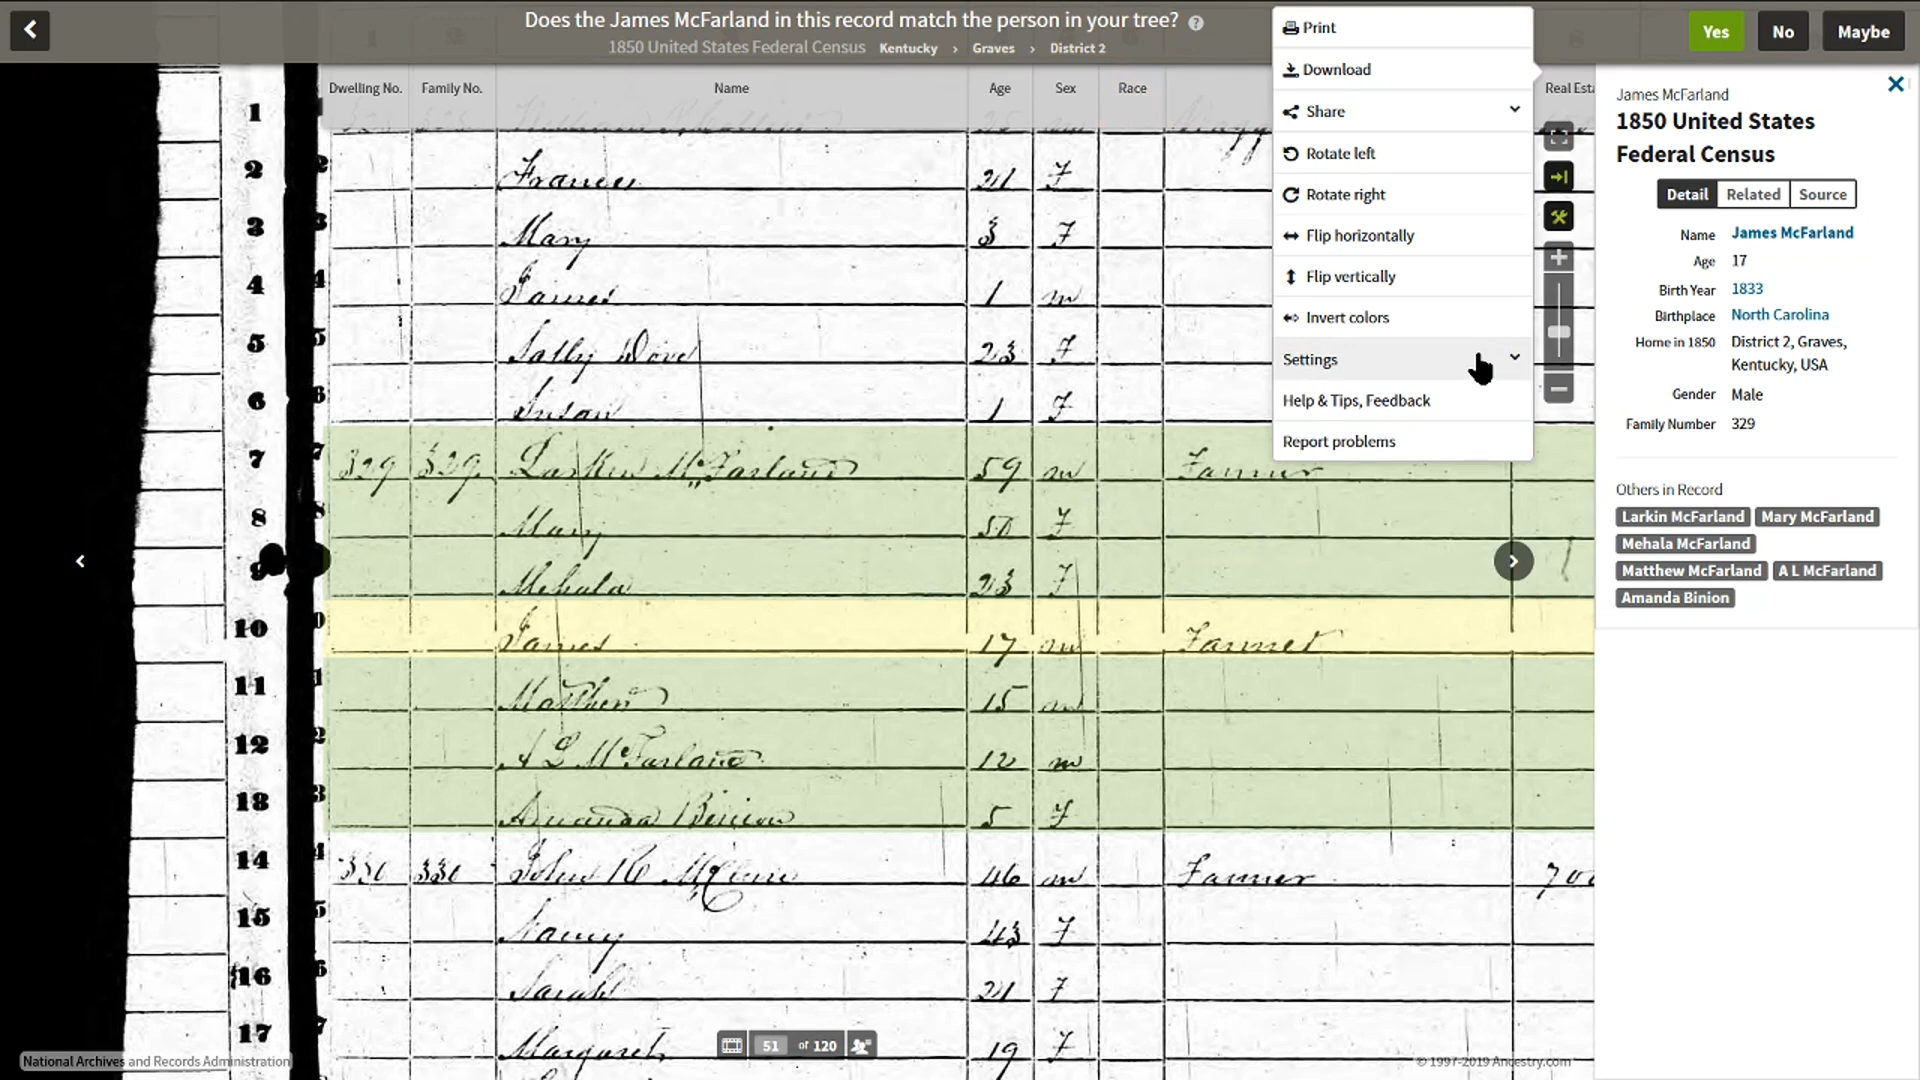 Does the James McFarland in this record match the person in your tree?
1850 United States Federal Census Kentucky › Graves › District 2
Yes No Maybe
Print
Download
Share
Rotate left
Rotate right
Flip horizontally
Flip vertically
Invert colors
Settings
Help & Tips, Feedback
Report problems
Dwelling No. Family No. Name Age Sex Race Real Esta
1
2 Frances 21 F
3 Mary 3 F
4 James 1 m
5 Sally Dove 23 F
6 Susan 1 F
7 329 329 Larkin McFarland 59 m Farmer
8 Mary 50 F
9 Mehala 23 F
10 James 17 m Farmer
11 Matthew 15 m
12 A L McFarland 12 m
13 Amanda Binion 5 F
14 330 330 John R McClure 46 m Farmer 700
15 Nancy 43 F
16 Sarah 21 F
17 Margaret 19 F
51 of 120
National Archives and Records Administration
© 1997-2019 Ancestry.com
James McFarland
1850 United States
Federal Census
Detail Related Source
Name James McFarland
Age 17
Birth Year 1833
Birthplace North Carolina
Home in 1850 District 2, Graves,
Kentucky, USA
Gender Male
Family Number 329
Others in Record
Larkin McFarland Mary McFarland
Mehala McFarland
Matthew McFarland A L McFarland
Amanda Binion